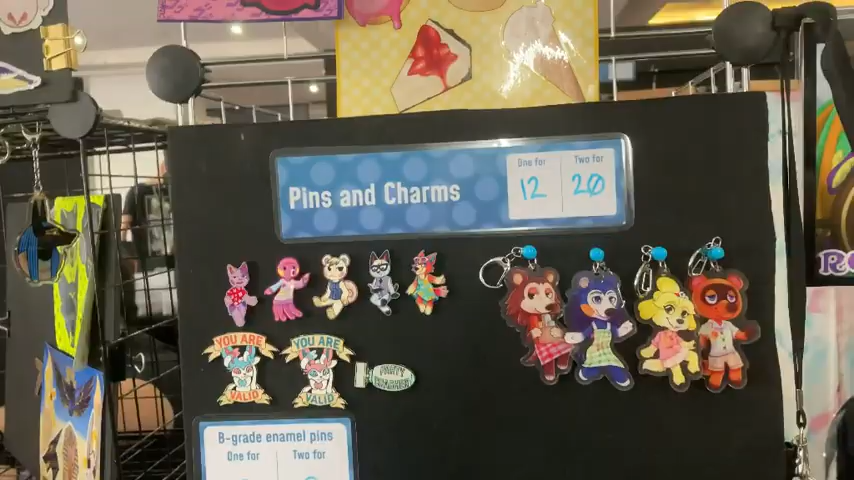 Pins and Charms
One for
Two for
12
20
YOU ARE
VALID
YOU ARE
VALID
B-grade enamel pins
One for
Two for